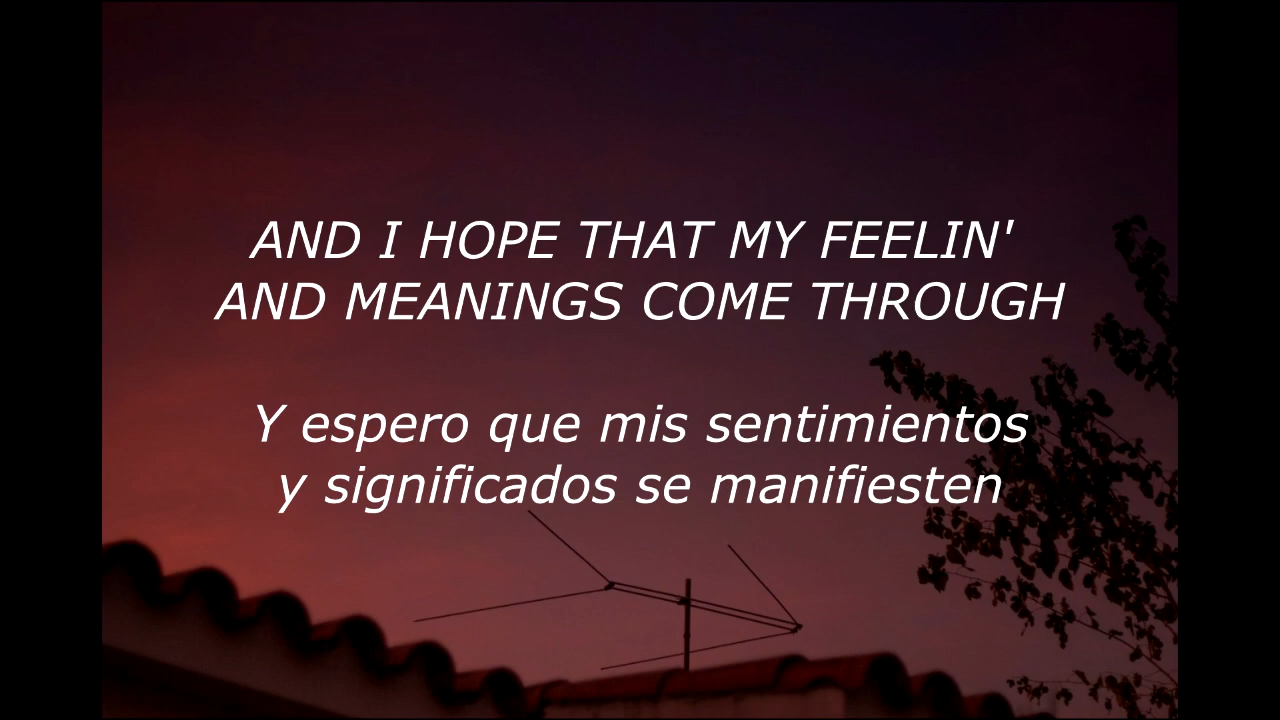 AND I HOPE THAT MY FEELIN'
AND MEANINGS COME THROUGH
Y espero que mis sentimientos
y significados se manifiesten